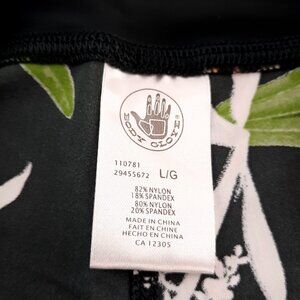 BODY GLOVE
110781
29455672 L/G
82% NYLON
18% SPANDEX
80% NYLON
20% SPANDEX
MADE IN CHINA
FAIT EN CHINE
HECHO EN CHINA
CA 12305